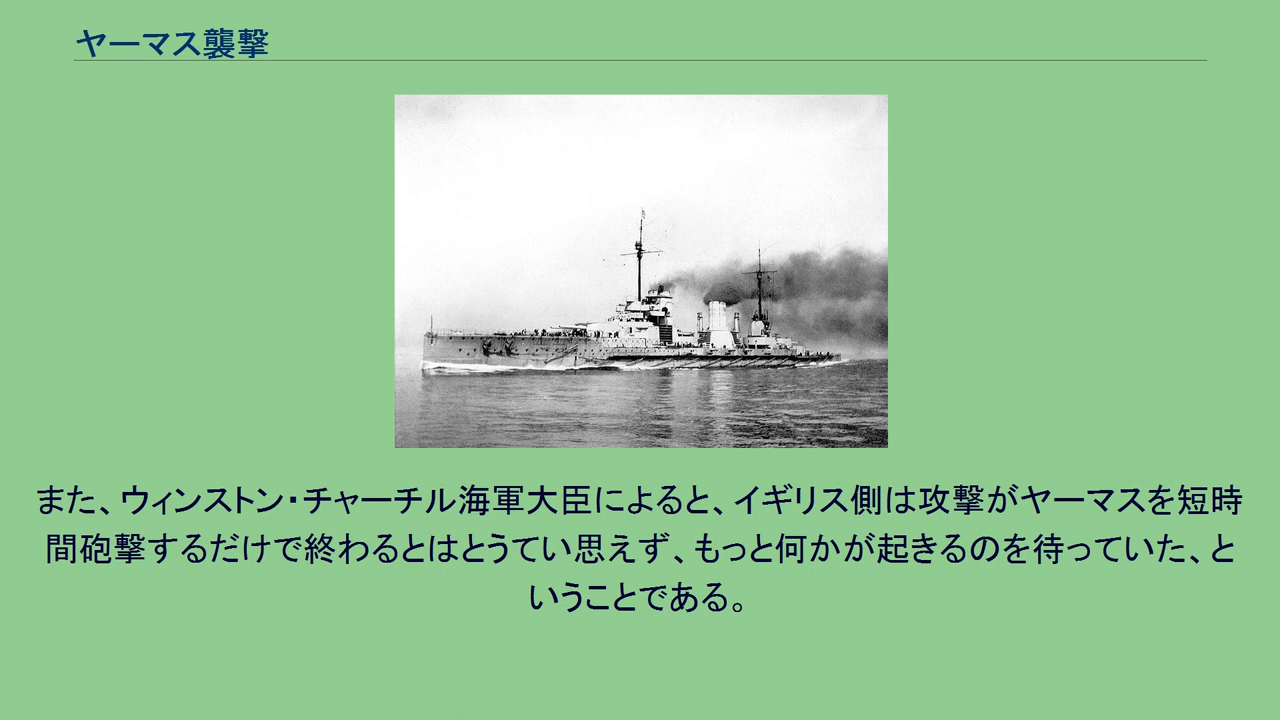 ヤーマス襲撃
また、ウィンストン・チャーチル海軍大臣によると、イギリス側は攻撃がヤーマスを短時
間砲撃するだけで終わるとはとうてい思えず、もっと何かが起きるのを待っていた、と
いうことである。